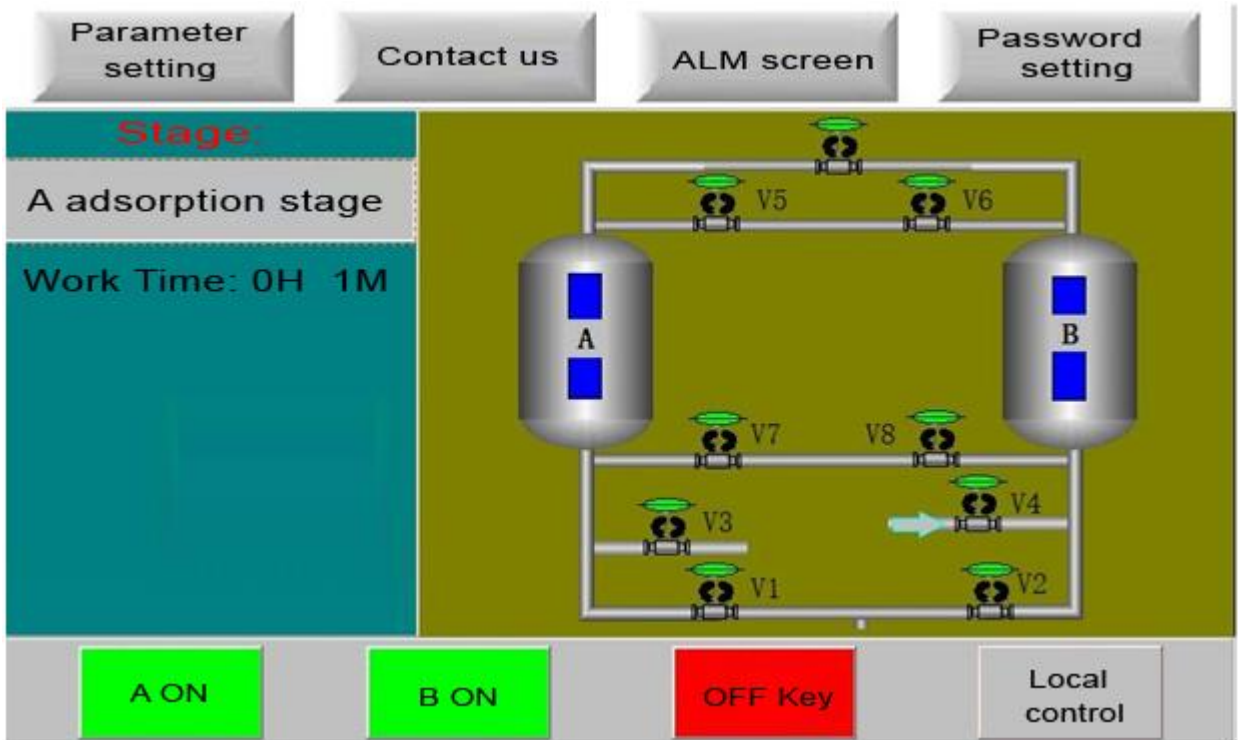 Parameter
setting
Contact us
ALM screen
Password
setting
Stage:
A adsorption stage
Work Time: 0H 1M
V5
V6
A
B
V7
V8
V3
V4
V1
V2
A ON
B ON
OFF Key
Local
control